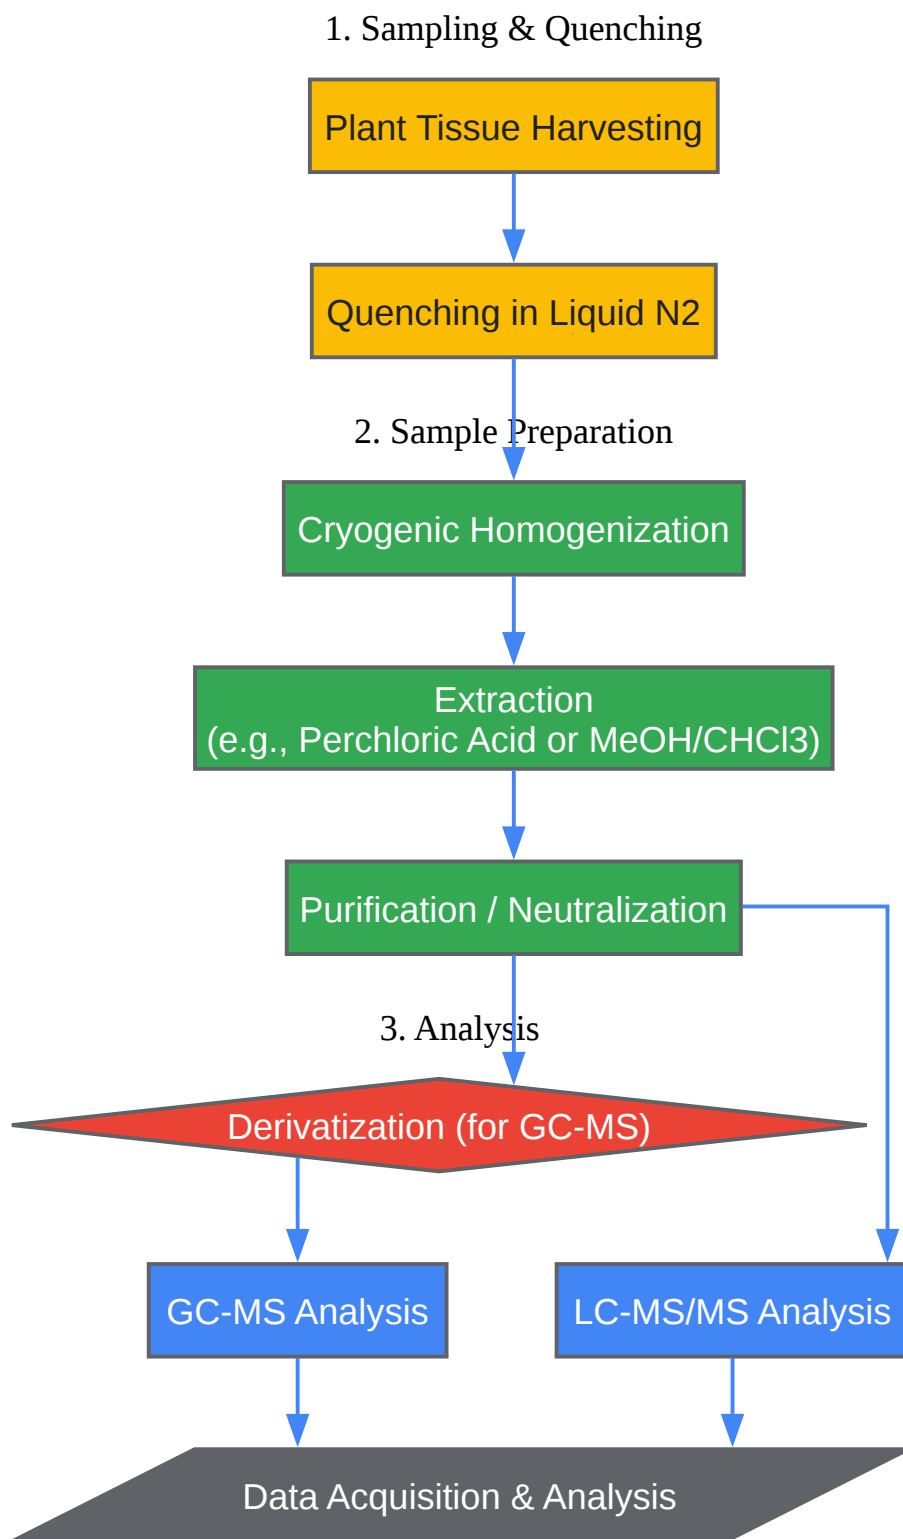 1. Sampling & Quenching
Plant Tissue Harvesting
Quenching in Liquid N2
2. Sample Preparation
Cryogenic Homogenization
Extraction
(e.g., Perchloric Acid or MeOH/CHCl3)
Purification / Neutralization
3. Analysis
Derivatization (for GC-MS)
GC-MS Analysis
LC-MS/MS Analysis
Data Acquisition & Analysis